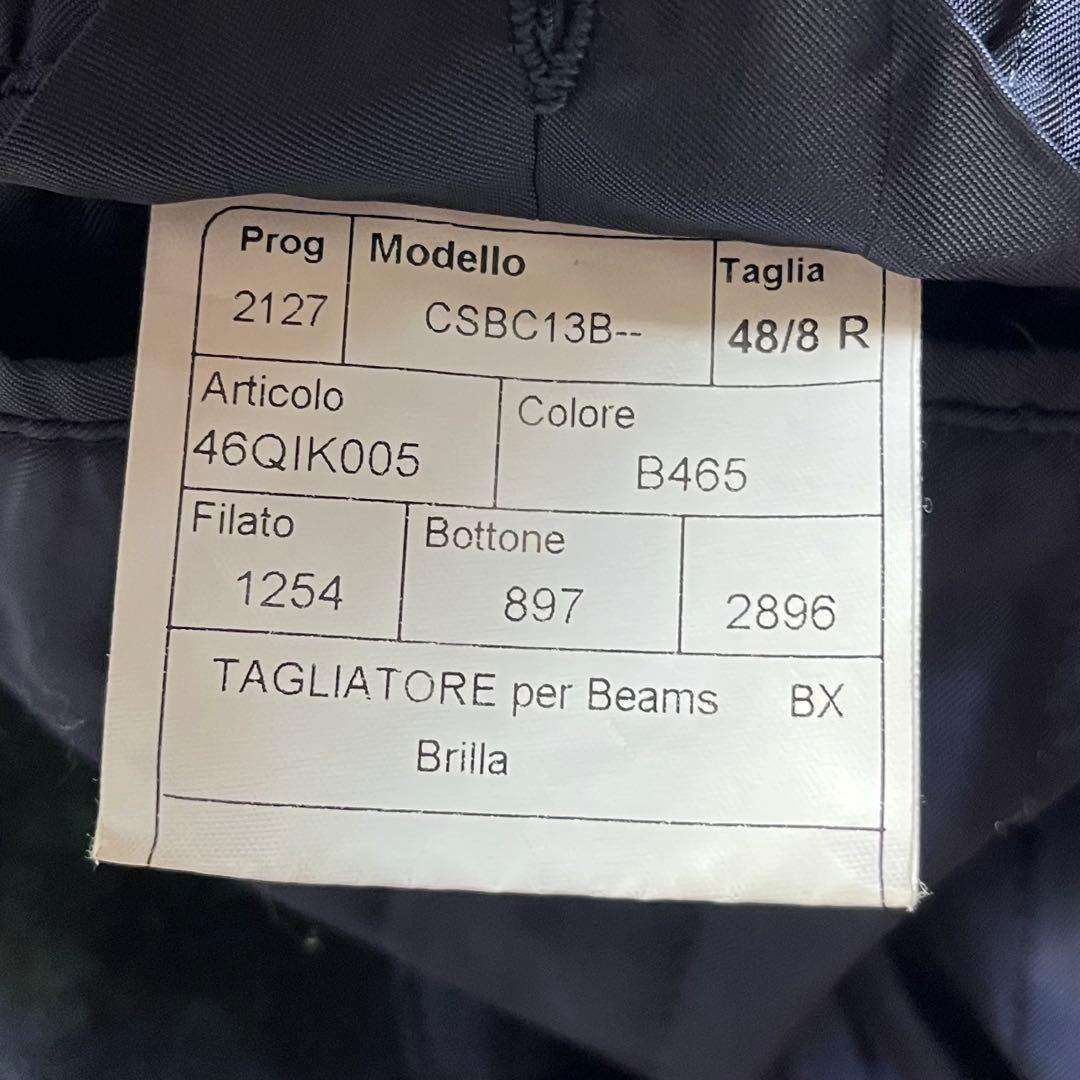 Prog Modello Taglia
2127 CSBC13B-- 48/8 R
Articolo Colore
46QIK005 B465
Filato Bottone
1254 897 2896
TAGLIATORE per Beams BX
Brilla